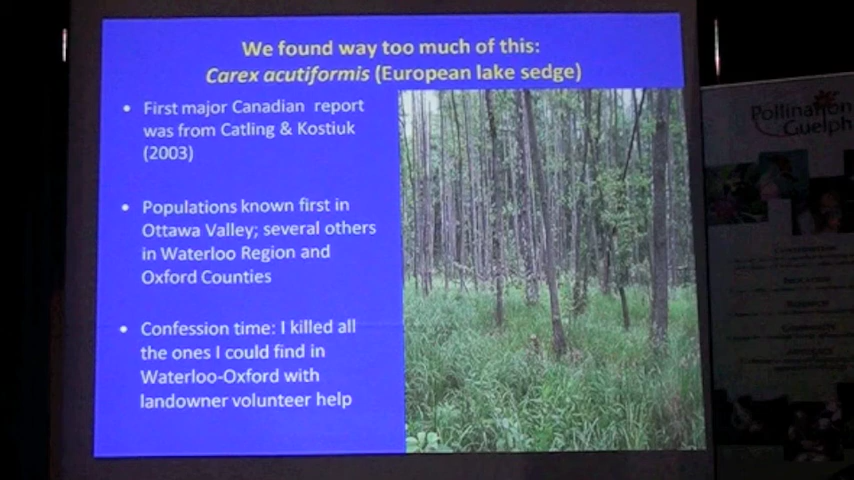 We found way too much of this:
Carex acutiformis (European lake sedge)
• First major Canadian report
was from Catling & Kostiuk
(2003)
• Populations known first in
Ottawa Valley; several others
in Waterloo Region and
Oxford Counties
• Confession time: I killed all
the ones I could find in
Waterloo-Oxford with
landowner volunteer help
Pollination
Guelph